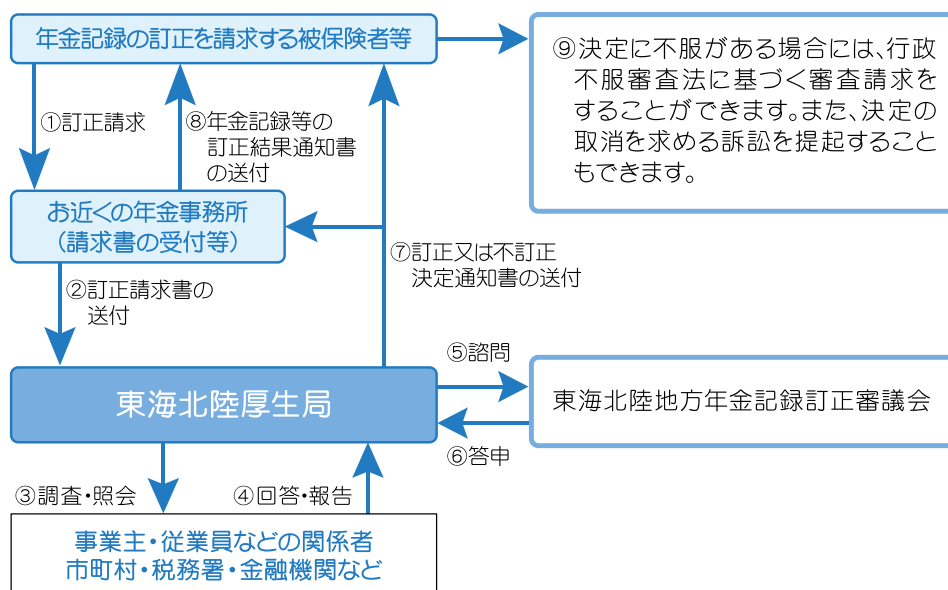 年金記録の訂正を請求する被保険者等
⑨決定に不服がある場合には、行政
不服審査法に基づく審査請求を
することができます。また、決定の
取消を求める訴訟を提起すること
もできます。
①訂正請求
⑧年金記録等の
訂正結果通知書
の送付
お近くの年金事務所
(請求書の受付等)
⑦訂正又は不訂正
決定通知書の送付
②訂正請求書の
送付
⑤諮問
東海北陸厚生局
東海北陸地方年金記録訂正審議会
⑥答申
③調査・照会
④回答・報告
事業主・従業員などの関係者
市町村・税務署・金融機関など